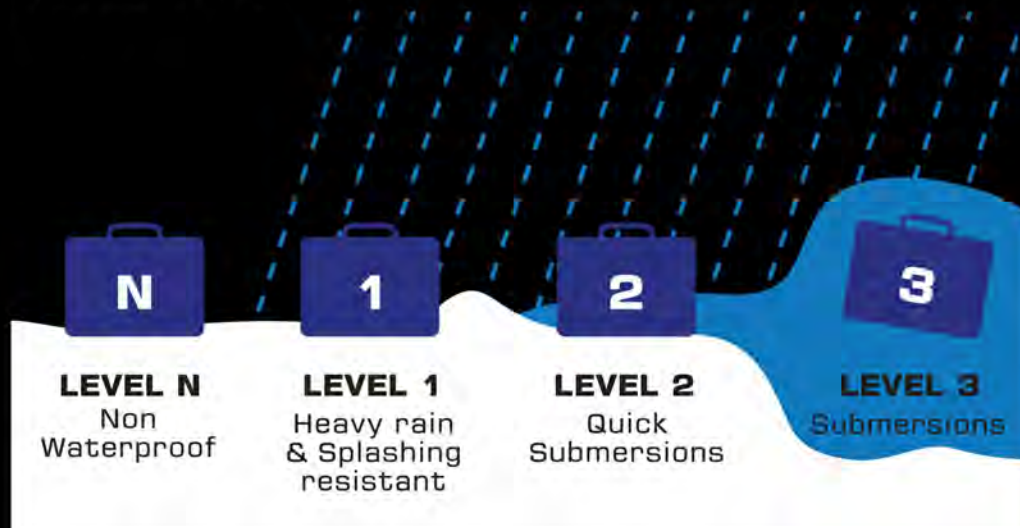 N
1
2
3
LEVEL N
Non
Waterproof
LEVEL 1
Heavy rain
& Splashing
resistant
LEVEL 2
Quick
Submersions
LEVEL 3
Submersions